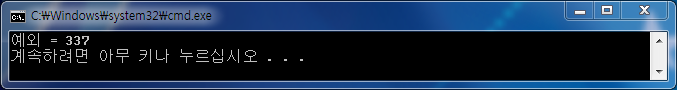 C:₩Windows₩system32₩cmd.exe
예외 = 337
계속하려면 아무 키나 누르십시오 . . .